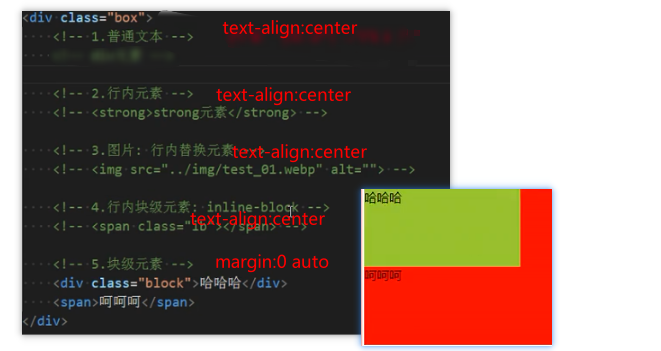 <div class="box">
text-align:center
<!-- 1.普通文本 -->
<!-- 2.行内元素 -->
text-align:center
<!-- <strong>strong元素</strong> -->
<!-- 3.图片: 行内替换元素 -->
text-align:center
<!-- <img src="../img/test_01.webp" alt=""> -->
<!-- 4.行内块级元素: inline-block -->
text-align:center
<!-- <span class="ib"></span> -->
<!-- 5.块级元素 -->
margin:0 auto
<div class="block">哈哈哈</div>
<span>呵呵呵</span>
</div>
哈哈哈
呵呵呵